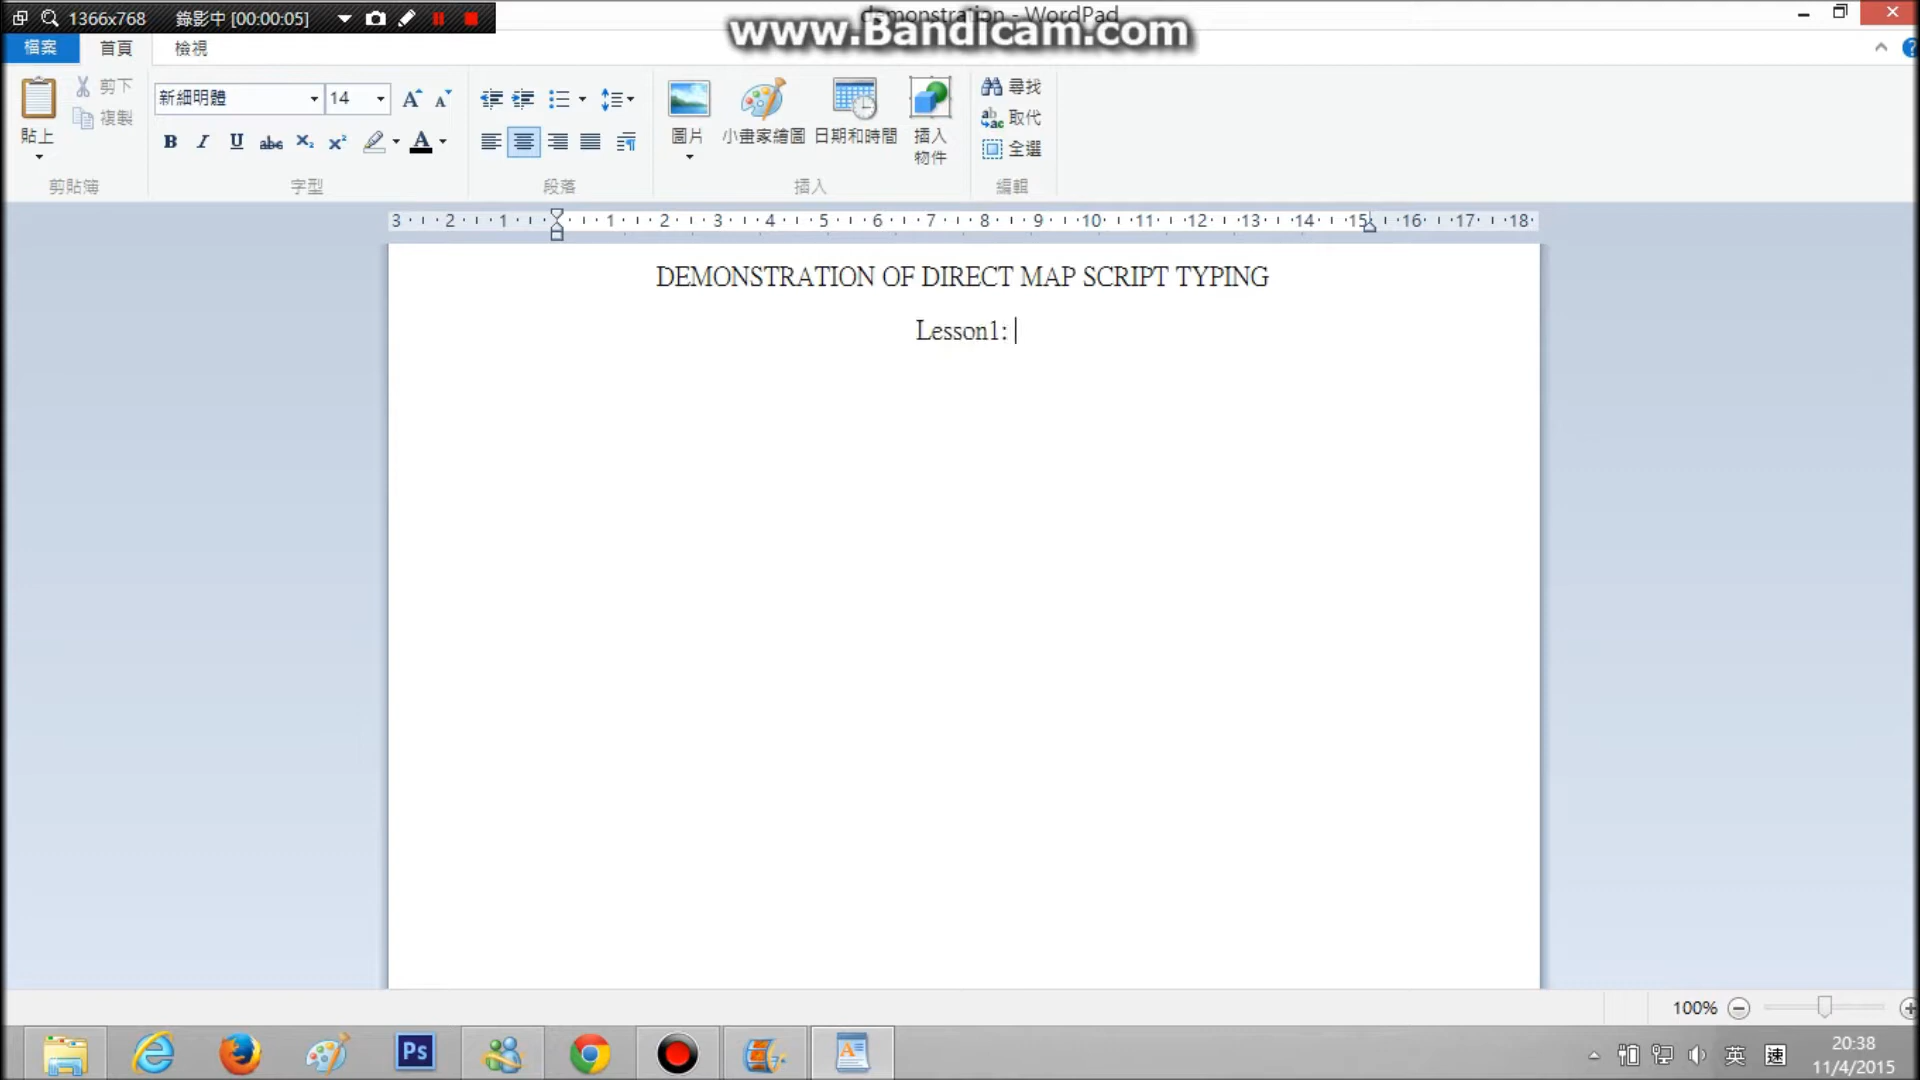 1366x768 錄影中 [00:00:05]
demonstration - WordPad
www.Bandicam.com
檔案 首頁 檢視
貼上 剪下 複製
新細明體 14
B I U abc X₂ X² A
圖片 小畫家繪圖 日期和時間 插入
物件
尋找
取代
全選
剪貼簿 字型 段落 插入 編輯
3 2 1 1 2 3 4 5 6 7 8 9 10 11 12 13 14 15 16 17 18
DEMONSTRATION OF DIRECT MAP SCRIPT TYPING
Lesson1:
100%
Ps
英 速
20:38
11/4/2015